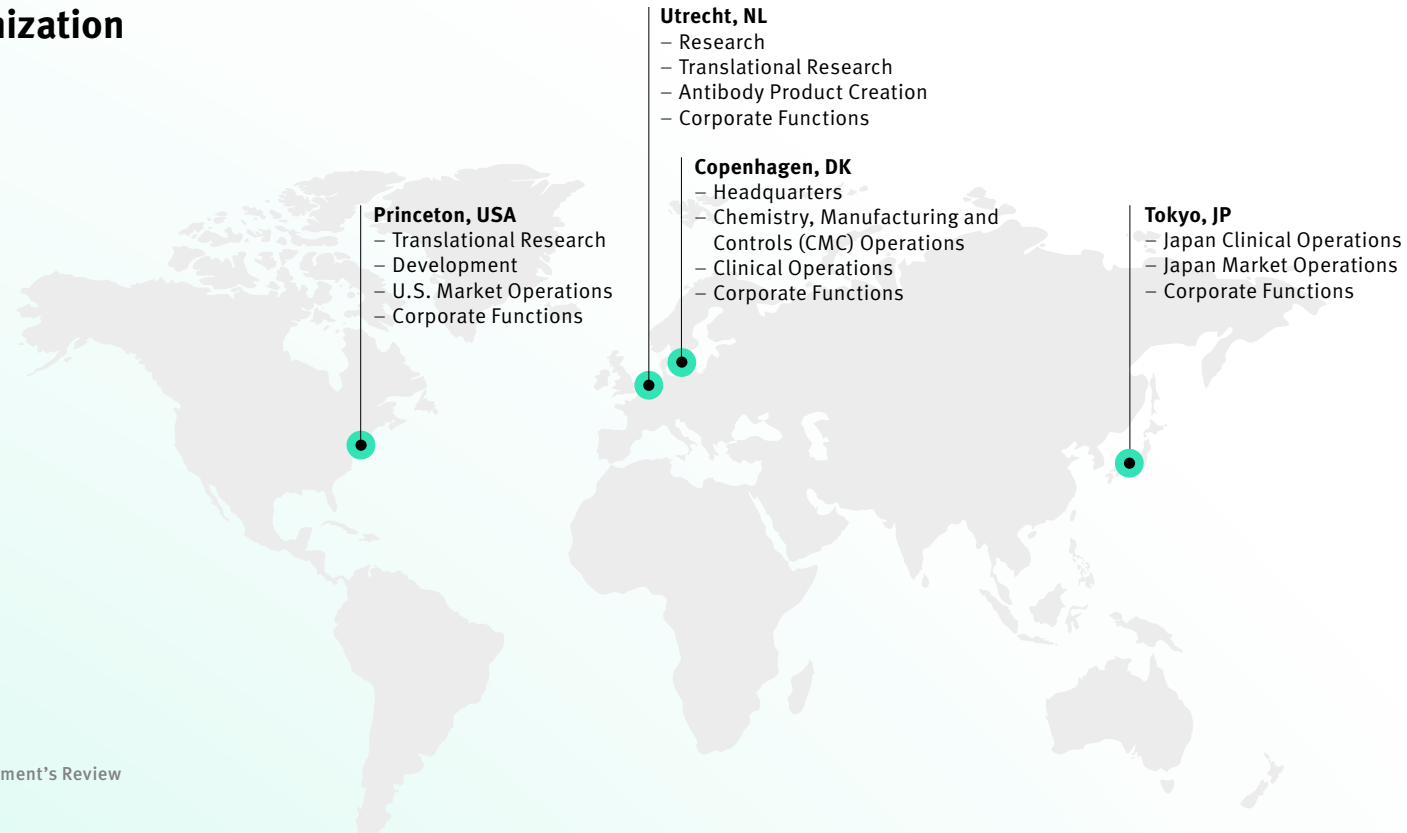 nization
Utrecht, NL
– Research
– Translational Research
– Antibody Product Creation
– Corporate Functions
Copenhagen, DK
– Headquarters
– Chemistry, Manufacturing and
Controls (CMC) Operations
– Clinical Operations
– Corporate Functions
Princeton, USA
– Translational Research
– Development
– U.S. Market Operations
– Corporate Functions
Tokyo, JP
– Japan Clinical Operations
– Japan Market Operations
– Corporate Functions
ment’s Review